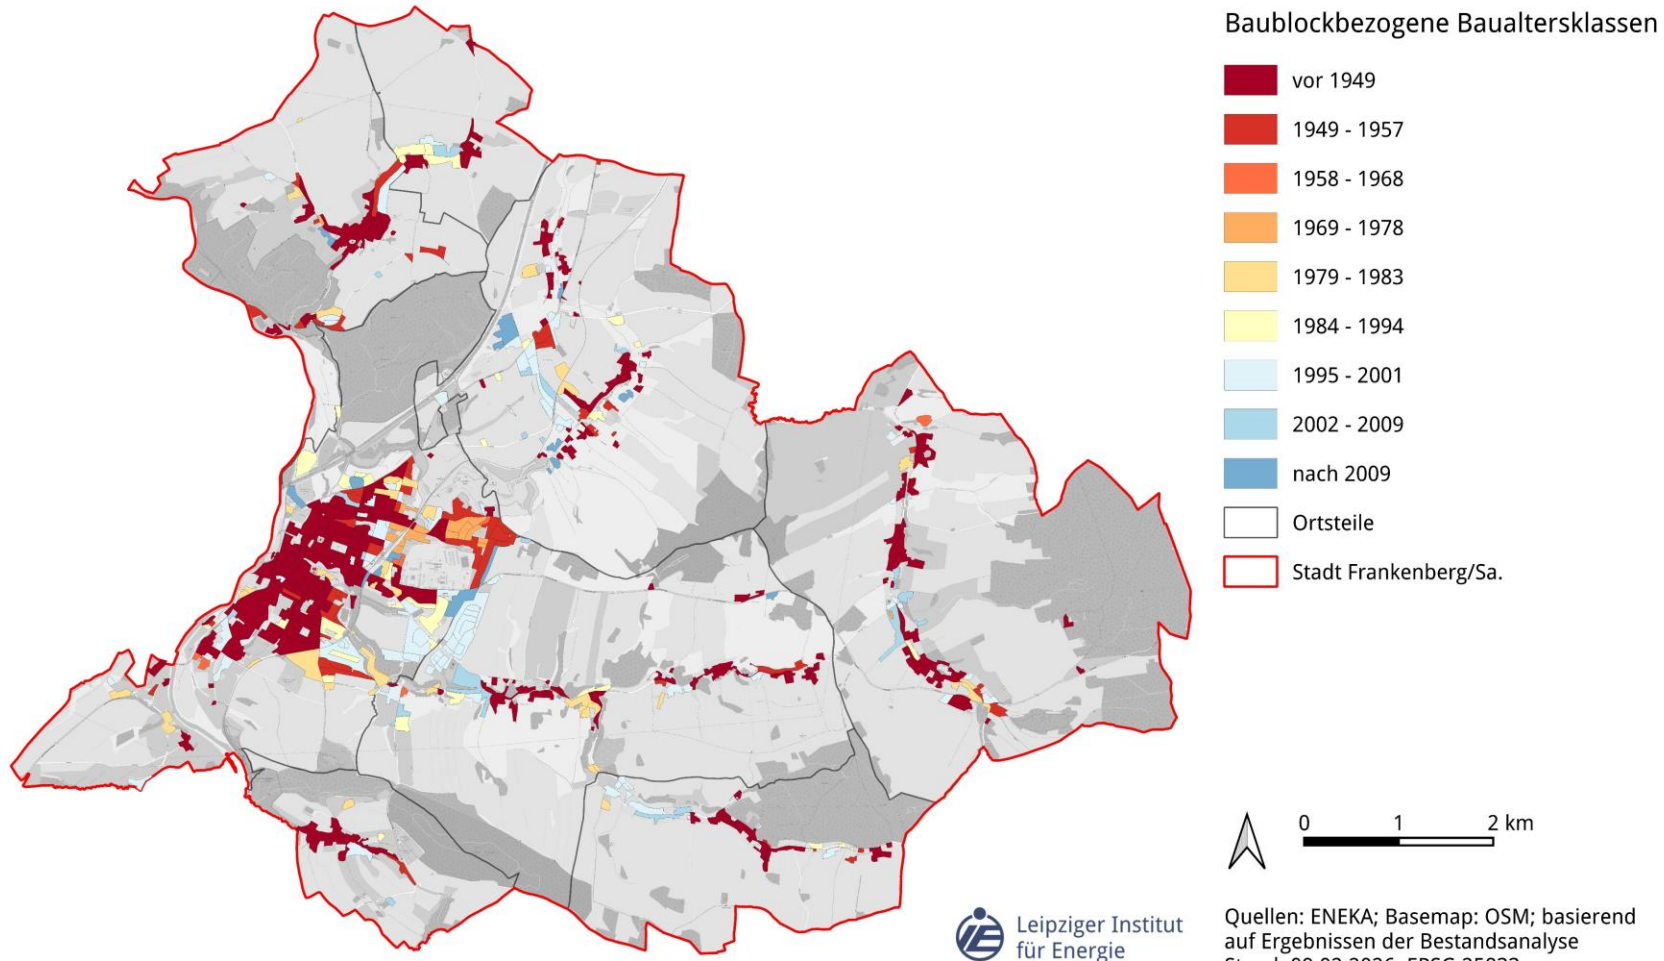 Baublockbezogene Baualtersklassen
vor 1949
1949 - 1957
1958 - 1968
1969 - 1978
1979 - 1983
1984 - 1994
1995 - 2001
2002 - 2009
nach 2009
Ortsteile
Stadt Frankenberg/Sa.
0 1 2 km
Leipziger Institut
für Energie
Quellen: ENEKA; Basemap: OSM; basierend
auf Ergebnissen der Bestandsanalyse